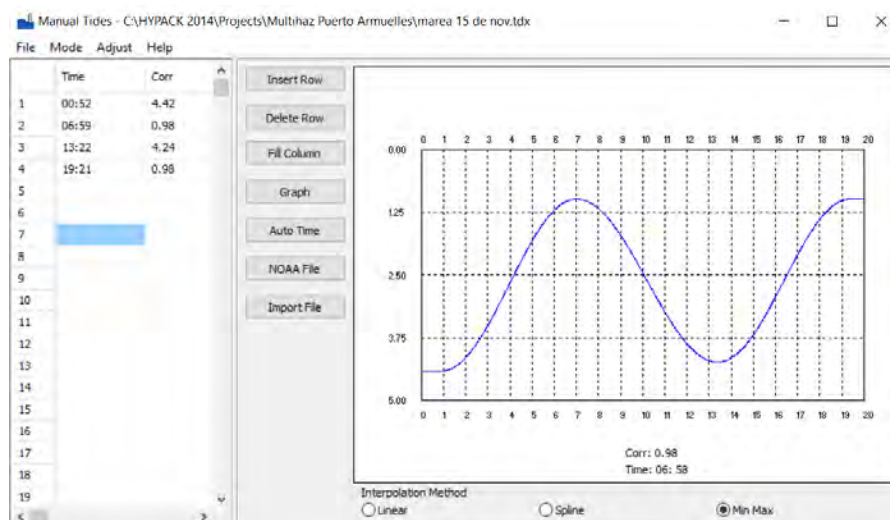 Manual Tides - C:\HYPACK 2014\Projects\Multihaz Puerto Armuelles\marea 15 de nov.tdx
File Mode Adjust Help
Time Corr
1 00:52 4.42
2 06:59 0.98
3 13:22 4.24
4 19:21 0.98
5
6
7
8
9
10
11
12
13
14
15
16
17
18
19
Insert Row
Delete Row
Fill Column
Graph
Auto Time
NOAA File
Import File
0 1 2 3 4 5 6 7 8 9 10 11 12 13 14 15 16 17 18 19 20
0.00
1.25
2.50
3.75
5.00
0 1 2 3 4 5 6 7 8 9 10 11 12 13 14 15 16 17 18 19 20
Corr: 0.98
Time: 06: 58
Interpolation Method
Linear Spline Min Max